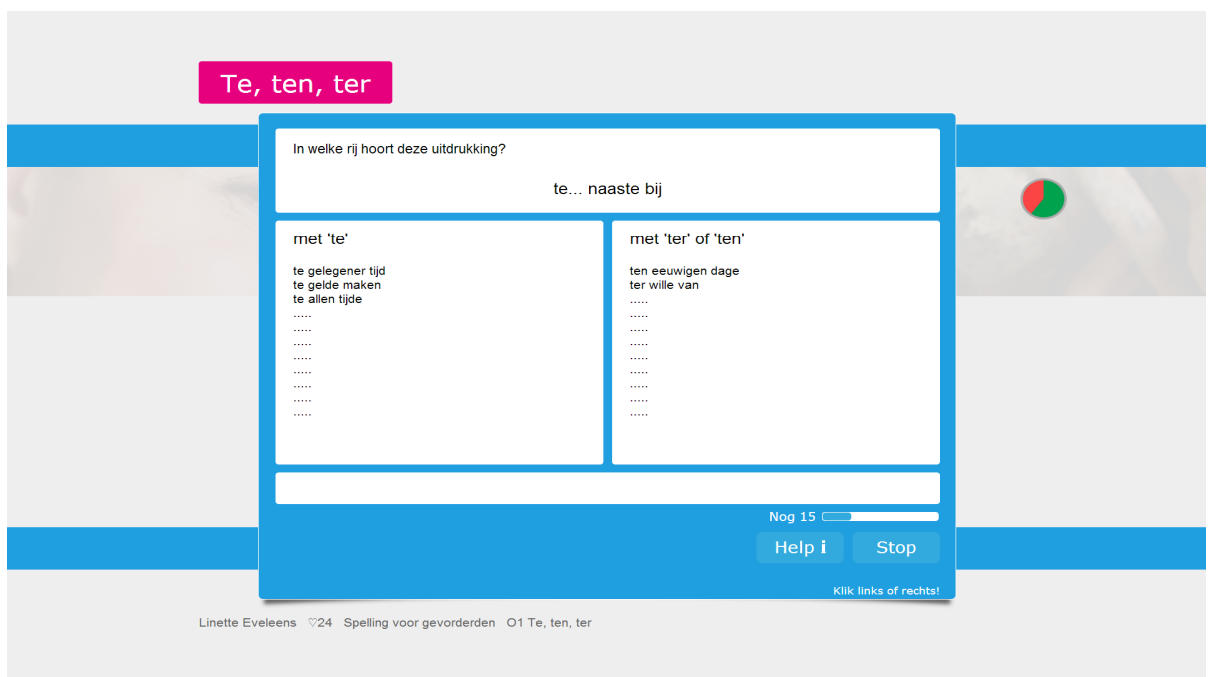 Te, ten, ter
In welke rij hoort deze uitdrukking?
te... naaste bij
met 'te'
te gelegener tijd
te gelde maken
te allen tijde
.....
.....
.....
.....
.....
.....
.....
.....
met 'ter' of 'ten'
ten eeuwigen dage
ter wille van
.....
.....
.....
.....
.....
.....
.....
.....
.....
Nog 15
Help i
Stop
Klik links of rechts!
Linette Eveleens ♡24 Spelling voor gevorderden O1 Te, ten, ter